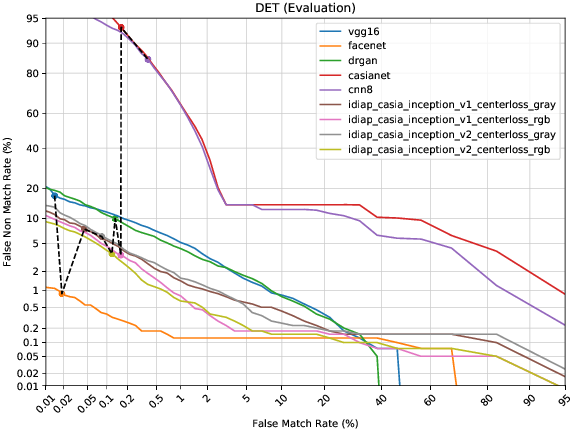 DET (Evaluation)
vgg16
facenet
drgan
casianet
cnn8
idiap_casia_inception_v1_centerloss_gray
idiap_casia_inception_v1_centerloss_rgb
idiap_casia_inception_v2_centerloss_gray
idiap_casia_inception_v2_centerloss_rgb
False Non Match Rate (%)
95
90
80
60
40
20
10
5
2
1
0.5
0.2
0.1
0.05
0.02
0.01
0.01 0.02 0.05 0.1 0.2 0.5 1 2 5 10 20 40 60 80 90 95
False Match Rate (%)